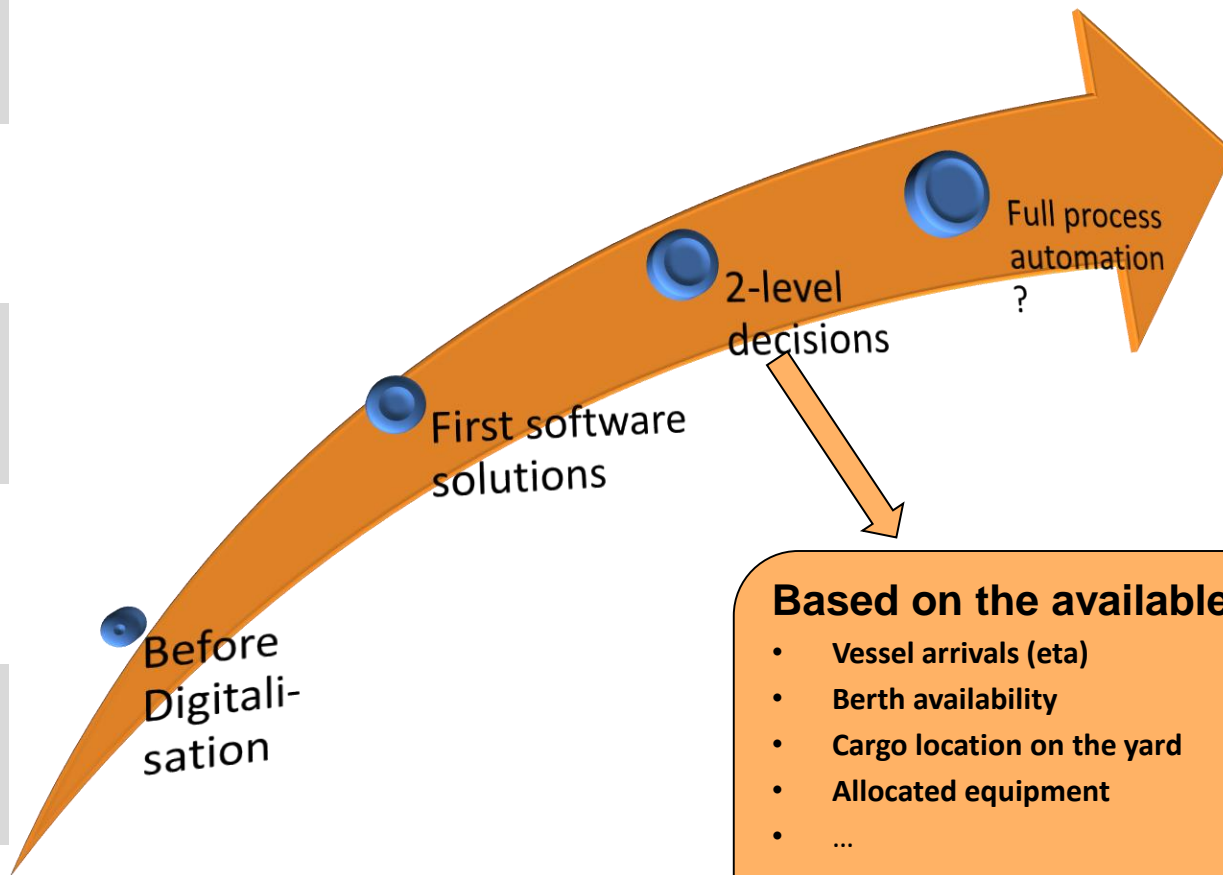 Before
Digitali-
sation
First software
solutions
2-level
decisions
Full process
automation
?
Based on the available
• Vessel arrivals (eta)
• Berth availability
• Cargo location on the yard
• Allocated equipment
• ...